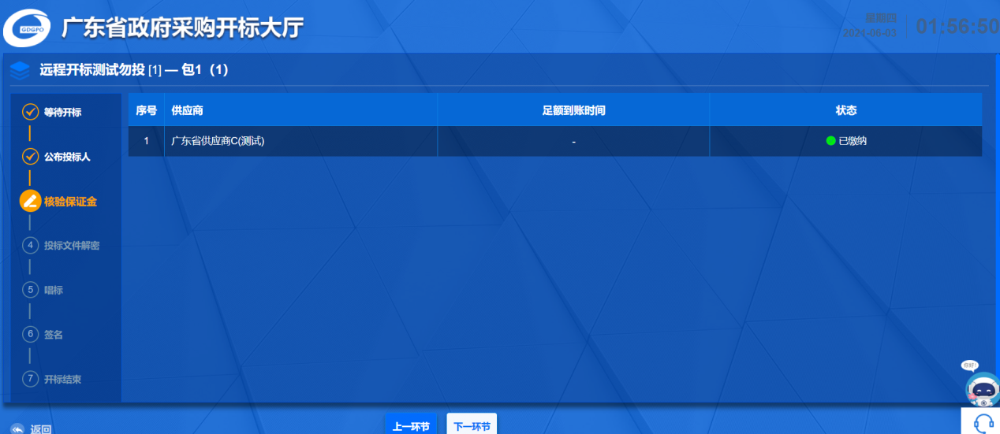 GDGPO
广东省政府采购开标大厅
星期四
2024-06-03
01:56:50
远程开标测试勿投 [1] — 包1（1）
等待开标
公布投标人
核验保证金
4 投标文件解密
5 唱标
6 签名
7 开标结束
序号 供应商 足额到账时间 状态
1 广东省供应商C(测试) - 已缴纳
你好!
返回
上一环节 下一环节